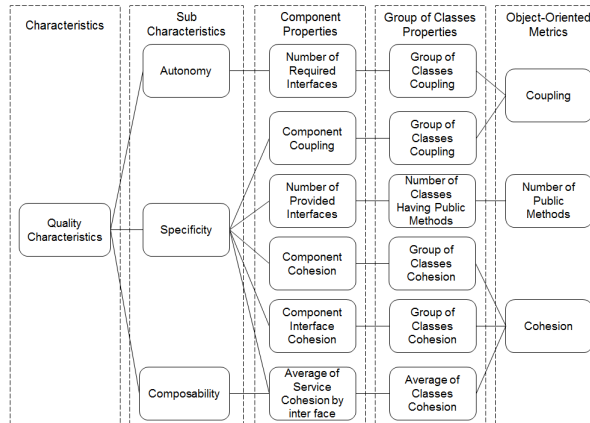 Characteristics
Sub
Characteristics
Component
Properties
Group of Classes
Properties
Object-Oriented
Metrics
Quality
Characteristics
Autonomy
Specificity
Composability
Number of
Required
Interfaces
Component
Coupling
Number of
Provided
Interfaces
Component
Cohesion
Component
Interface
Cohesion
Average of
Service
Cohesion by
inter face
Group of
Classes
Coupling
Group of
Classes
Coupling
Number of
Classes
Having Public
Methods
Group of
Classes
Cohesion
Group of
Classes
Cohesion
Average of
Classes
Cohesion
Coupling
Number of
Public
Methods
Cohesion